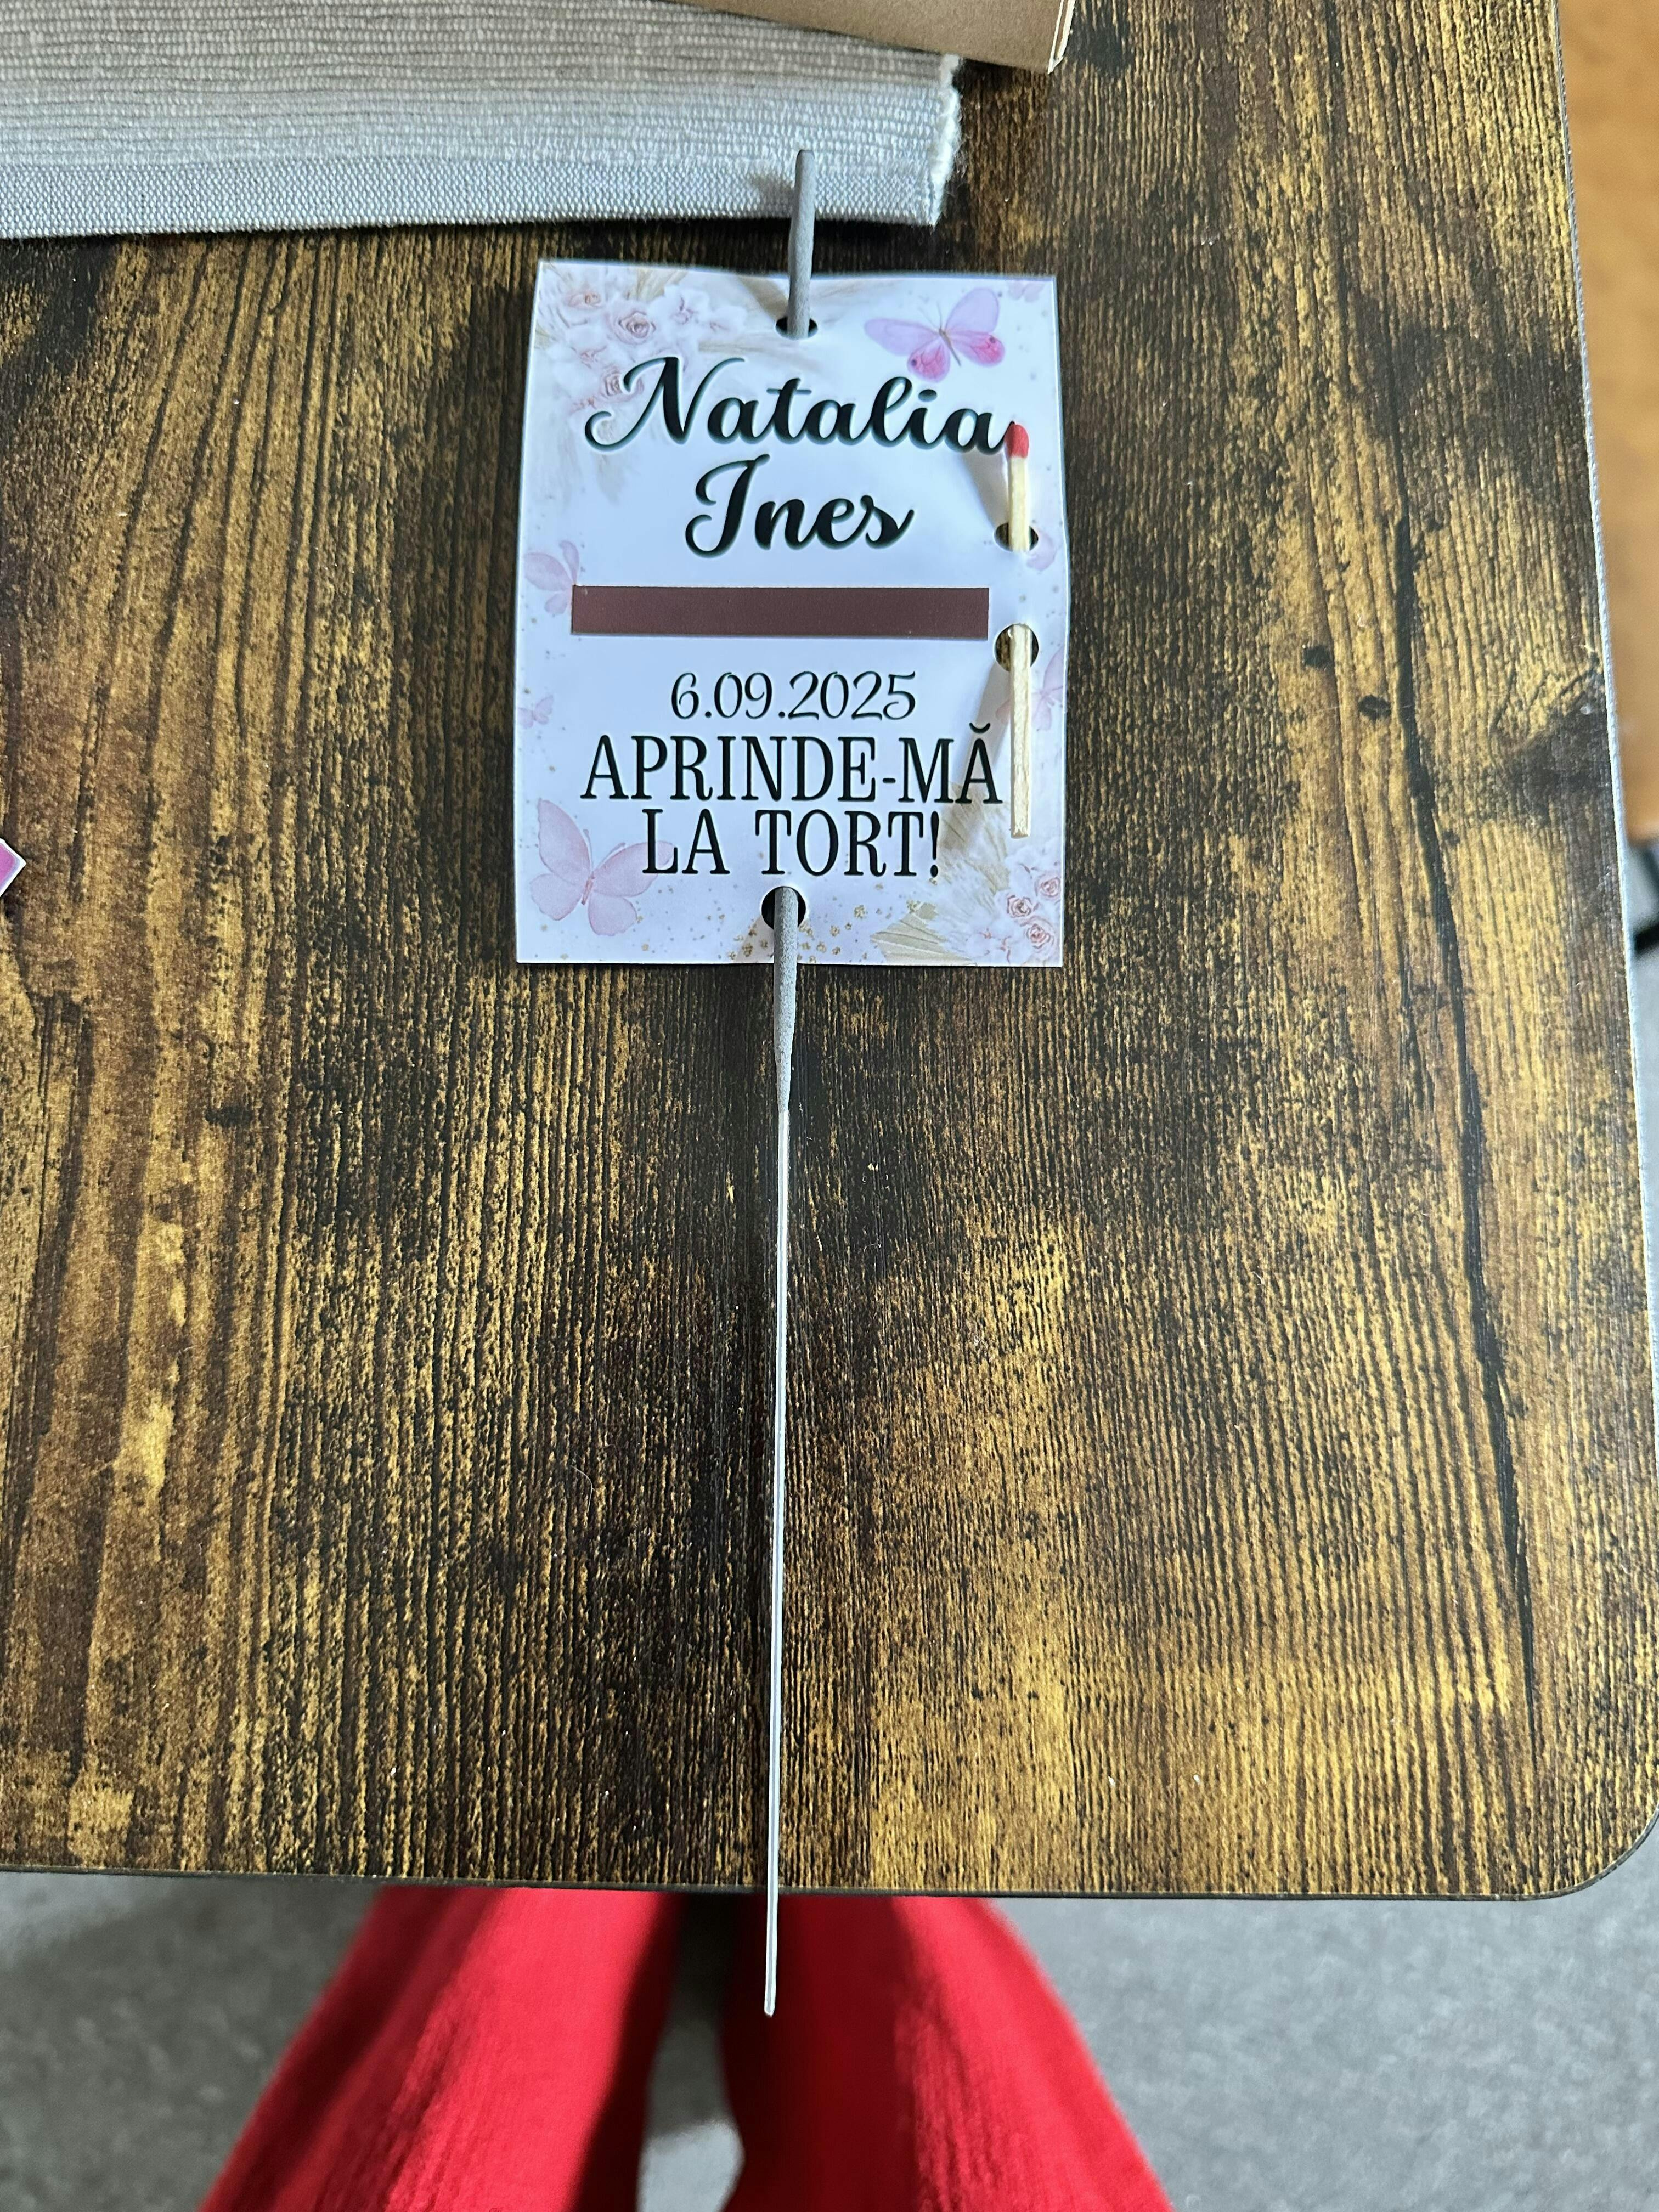 Natalia
Ines
6.09.2025
APRINDE-MĂ
LA TORT!